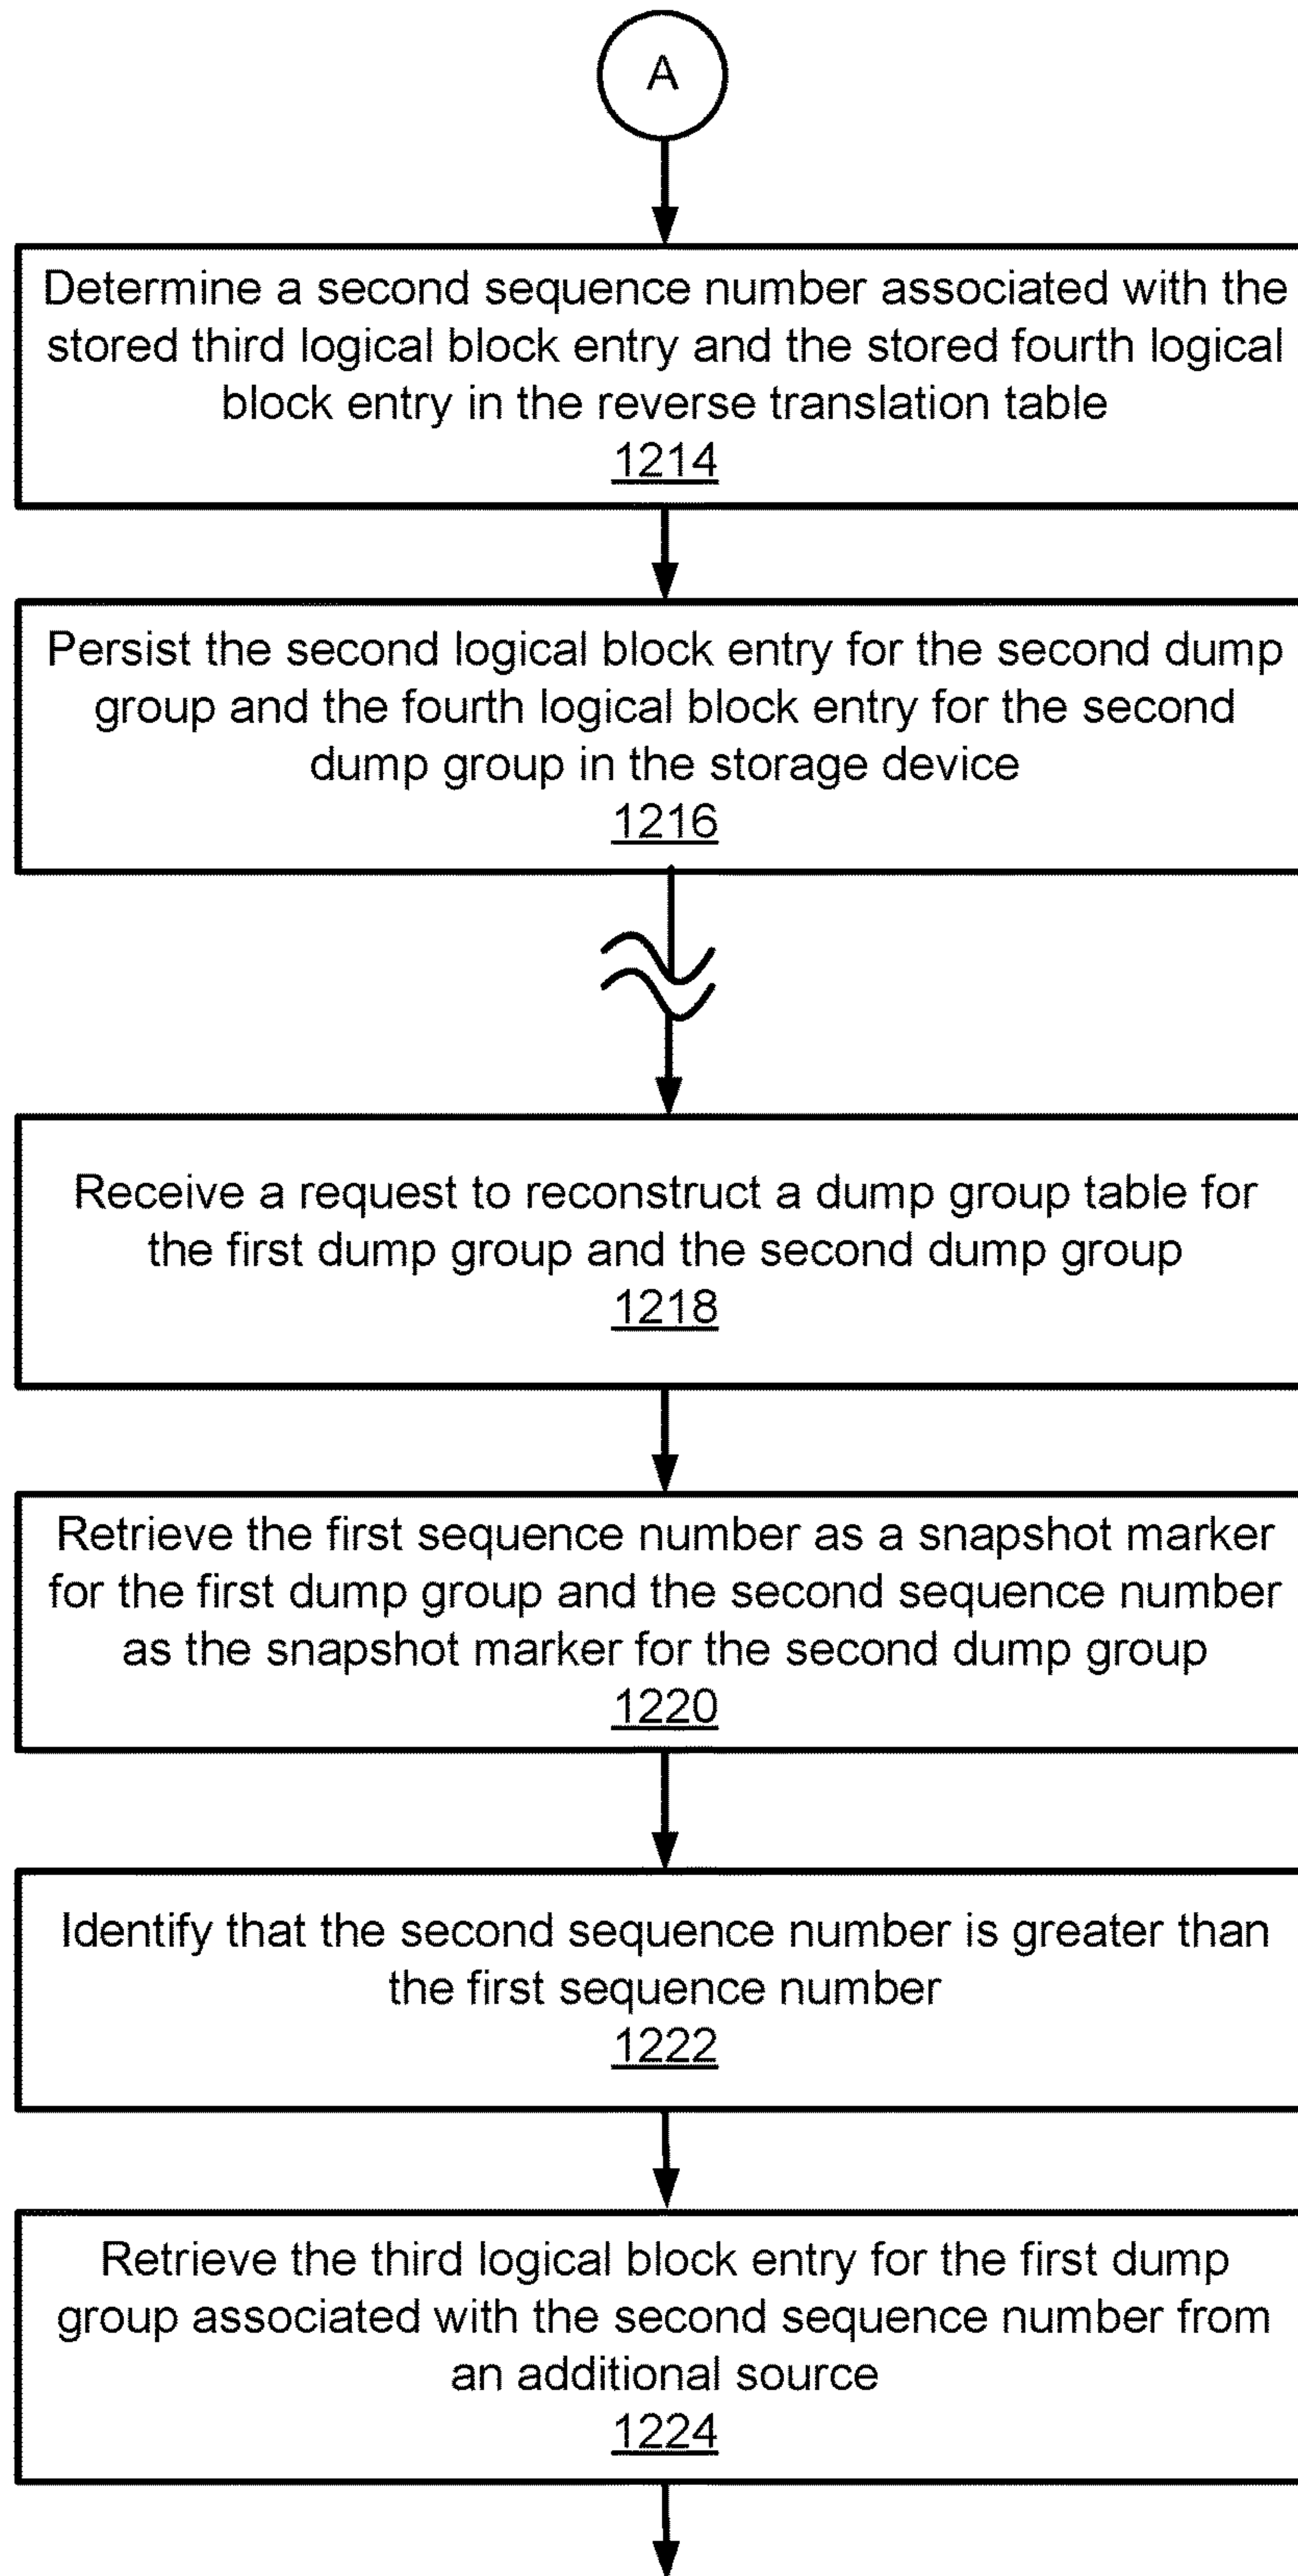 A
Determine a second sequence number associated with the
stored third logical block entry and the stored fourth logical
block entry in the reverse translation table
1214
Persist the second logical block entry for the second dump
group and the fourth logical block entry for the second
dump group in the storage device
1216
Receive a request to reconstruct a dump group table for
the first dump group and the second dump group
1218
Retrieve the first sequence number as a snapshot marker
for the first dump group and the second sequence number
as the snapshot marker for the second dump group
1220
Identify that the second sequence number is greater than
the first sequence number
1222
Retrieve the third logical block entry for the first dump
group associated with the second sequence number from
an additional source
1224